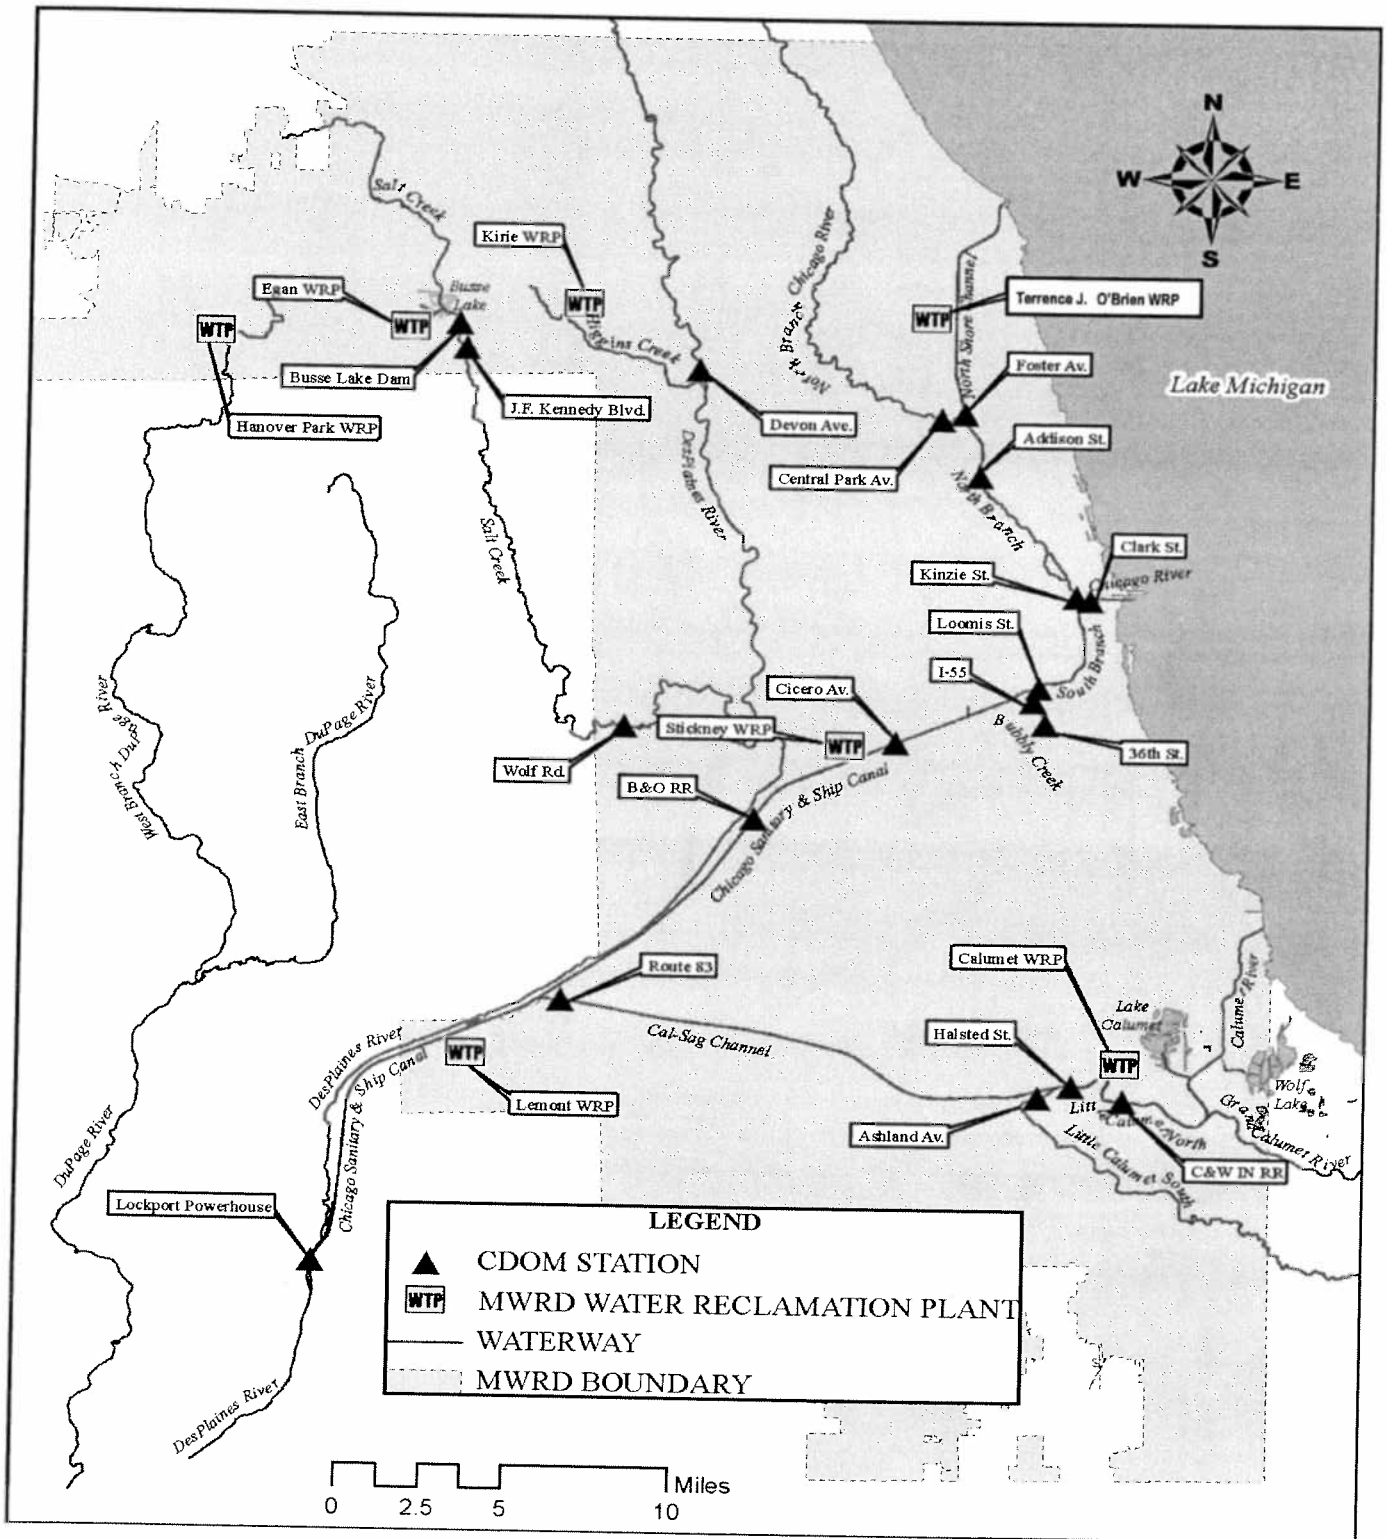 N
W E
S
Salt Creek
Kirie WRP
WTP
North Branch Chicago River
North Shore Channel
Terrence J. O'Brien WRP
WTP
Egan WRP
WTP
Busse
Lake
WTP
Higgins Creek
Foster Av.
Lake Michigan
Busse Lake Dam
J.F. Kennedy Blvd.
Hanover Park WRP
Devon Ave.
Addison St.
Central Park Av.
DesPlaines River
North Branch
Salt Creek
Clark St.
Kinzie St.
Chicago River
Loomis St.
South Branch
I-55
Cicero Av.
West Branch DuPage River
East Branch DuPage River
Stickney WRP
WTP
Bubbly Creek
36th St.
Wolf Rd.
B&O RR
Chicago Sanitary & Ship Canal
Calumet WRP
Route 83
Lake
Calumet
Calumet River
Cal-Sag Channel
Halsted St.
WTP
DesPlaines River
Chicago Sanitary & Ship Canal
WTP
Lemont WRP
Wolf
Lake
Grand Calumet River
Ashland Av.
Little Calumet North
Little Calumet South
C&W IN RR
DuPage River
Lockport Powerhouse
LEGEND
CDOM STATION
WTP MWRD WATER RECLAMATION PLANT
WATERWAY
MWRD BOUNDARY
DesPlaines River
Miles
0 2.5 5 10